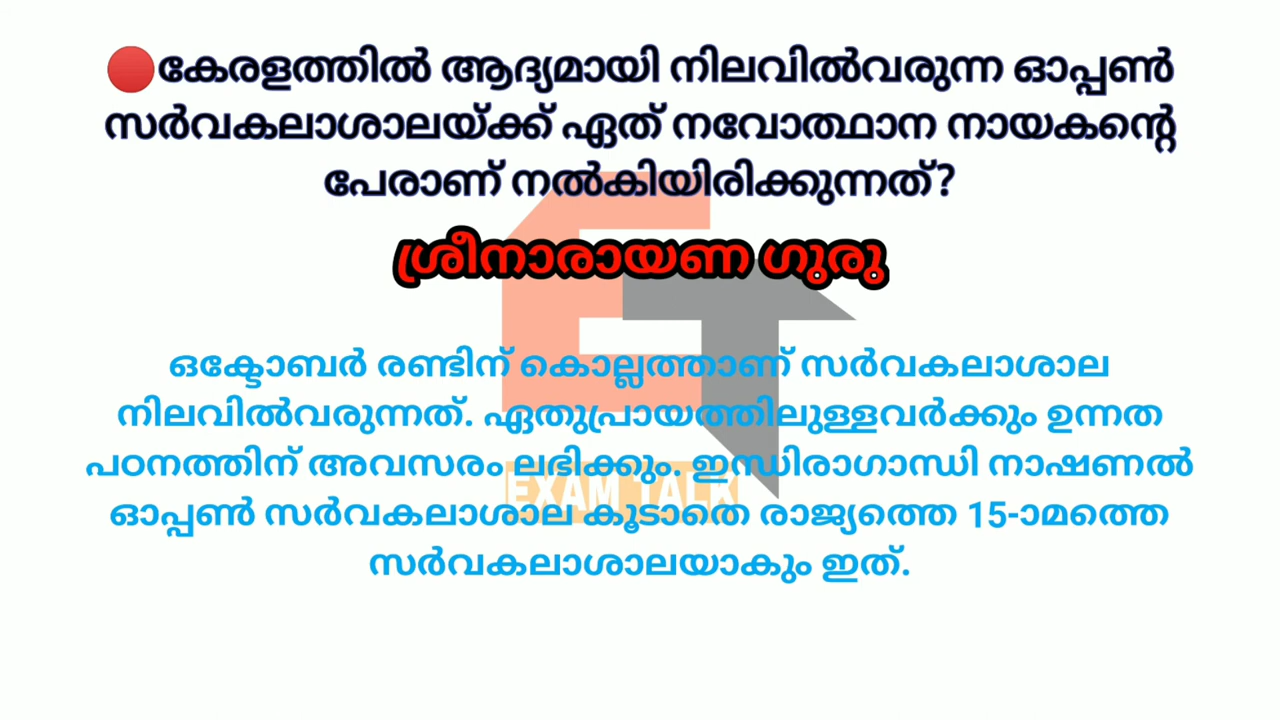 🔴കേരളത്തിൽ ആദ്യമായി നിലവിൽവരുന്ന ഓപ്പൺ
സർവകലാശാലയ്ക്ക് ഏത് നവോത്ഥാന നായകന്റെ
പേരാണ് നൽകിയിരിക്കുന്നത്?
ശ്രീനാരായണ ഗുരു
ഒക്ടോബർ രണ്ടിന് കൊല്ലത്താണ് സർവകലാശാല
നിലവിൽവരുന്നത്. ഏതുപ്രായത്തിലുള്ളവർക്കും ഉന്നത
പഠനത്തിന് അവസരം ലഭിക്കും. ഇന്ധിരാഗാന്ധി നാഷണൽ
ഓപ്പൺ സർവകലാശാല കൂടാതെ രാജ്യത്തെ 15-ാമത്തെ
സർവകലാശാലയാകും ഇത്.
EXAM TALK